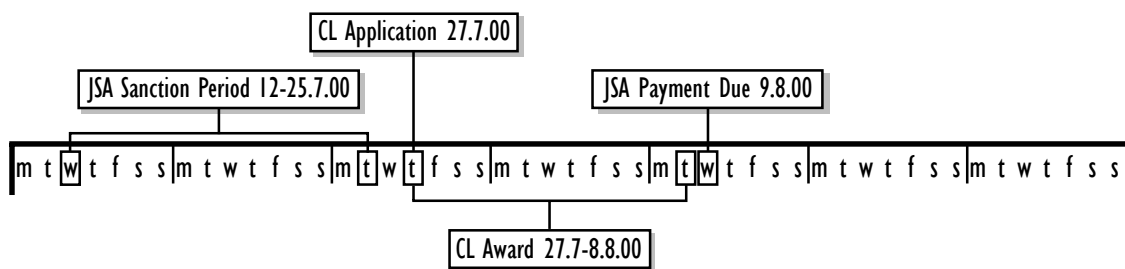 CL Application 27.7.00
JSA Sanction Period 12-25.7.00
JSA Payment Due 9.8.00
m t w t f s s m t w t f s s m t w t f s s m t w t f s s m t w t f s s m t w t f s s m t w t f s s
CL Award 27.7-8.8.00